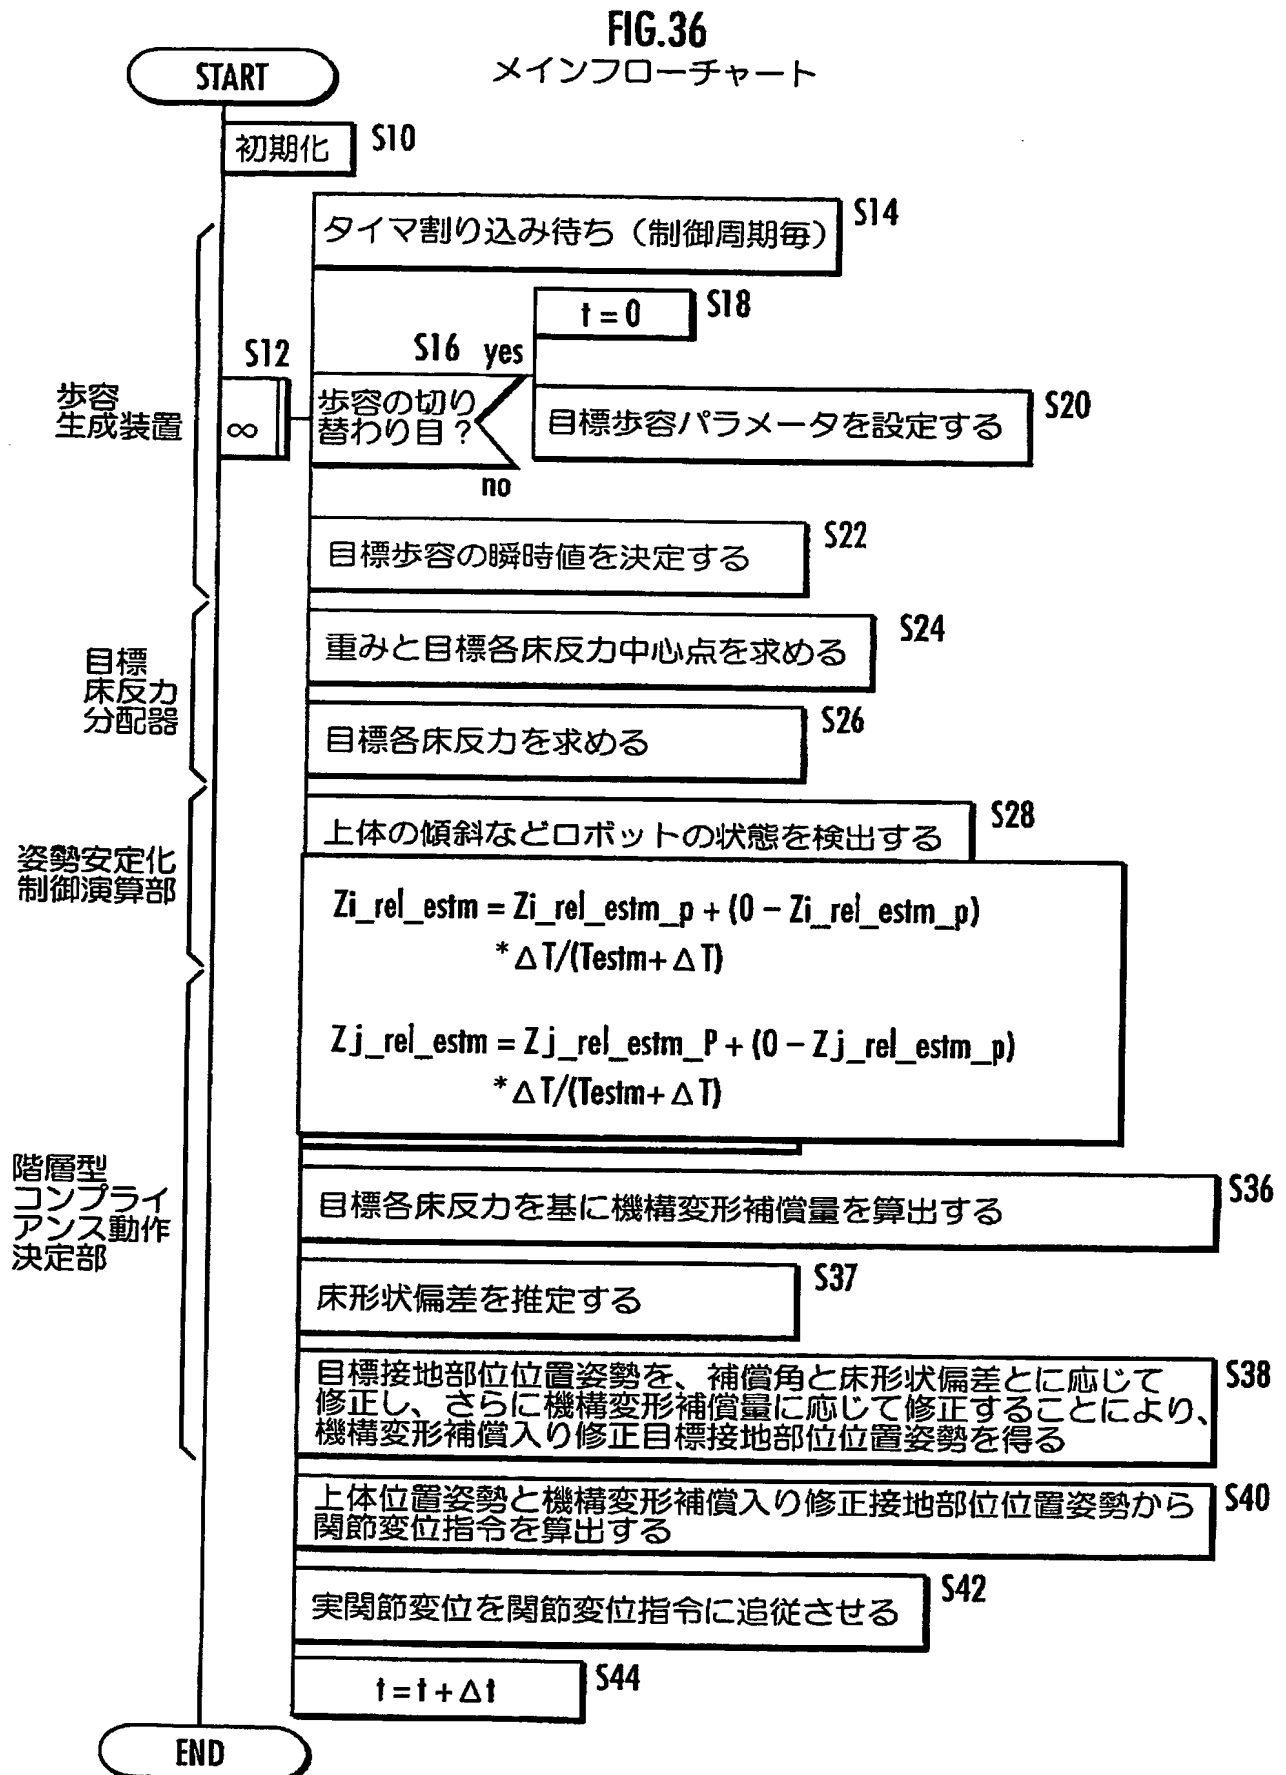 FIG.36
メインフローチャート
START
初期化
S10
タイマ割り込み待ち（制御周期毎）
S14
t = 0
S18
S12
S16
yes
∞
歩容の切り
替わり目？
no
目標歩容パラメータを設定する
S20
歩容
生成装置
目標歩容の瞬時値を決定する
S22
重みと目標各床反力中心点を求める
S24
目標
床反力
分配器
目標各床反力を求める
S26
上体の傾斜などロボットの状態を検出する
S28
姿勢安定化
制御演算部
Zi_rel_estm = Zi_rel_estm_p + (0 − Zi_rel_estm_p)
* ΔT/(Testm+ ΔT)
Zj_rel_estm = Zj_rel_estm_P + (0 − Zj_rel_estm_p)
* ΔT/(Testm+ ΔT)
階層型
コンプライ
アンス動作
決定部
目標各床反力を基に機構変形補償量を算出する
S36
床形状偏差を推定する
S37
目標接地部位位置姿勢を、補償角と床形状偏差とに応じて
修正し、さらに機構変形補償量に応じて修正することにより、
機構変形補償入り修正目標接地部位位置姿勢を得る
S38
上体位置姿勢と機構変形補償入り修正接地部位位置姿勢から
関節変位指令を算出する
S40
実関節変位を関節変位指令に追従させる
S42
t = t + Δt
S44
END